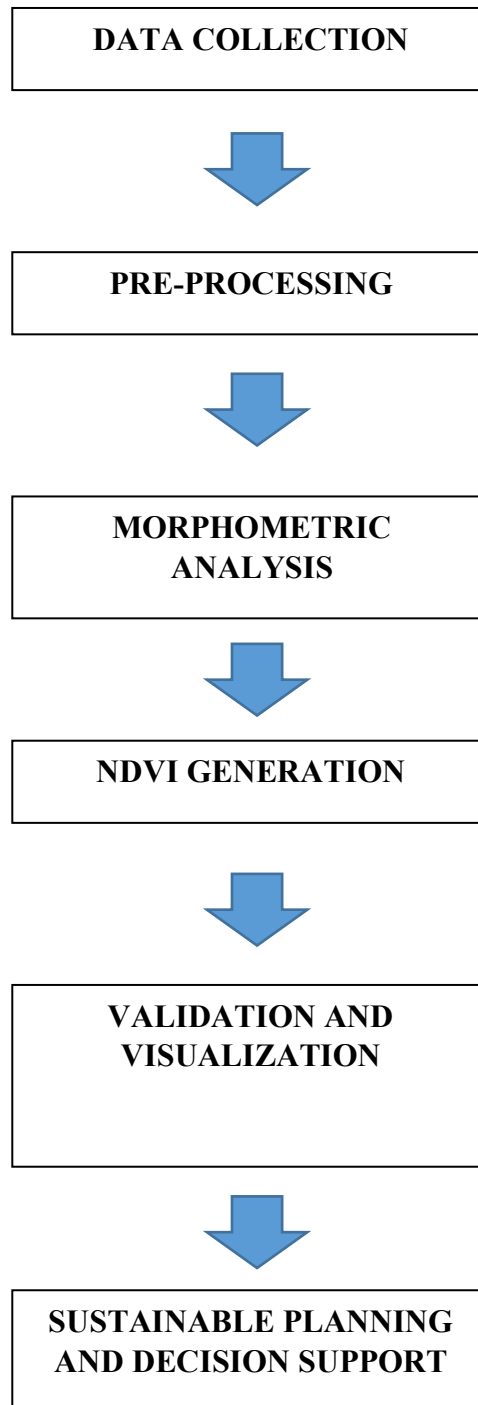 DATA COLLECTION
PRE-PROCESSING
MORPHOMETRIC
ANALYSIS
NDVI GENERATION
VALIDATION AND
VISUALIZATION
SUSTAINABLE PLANNING
AND DECISION SUPPORT